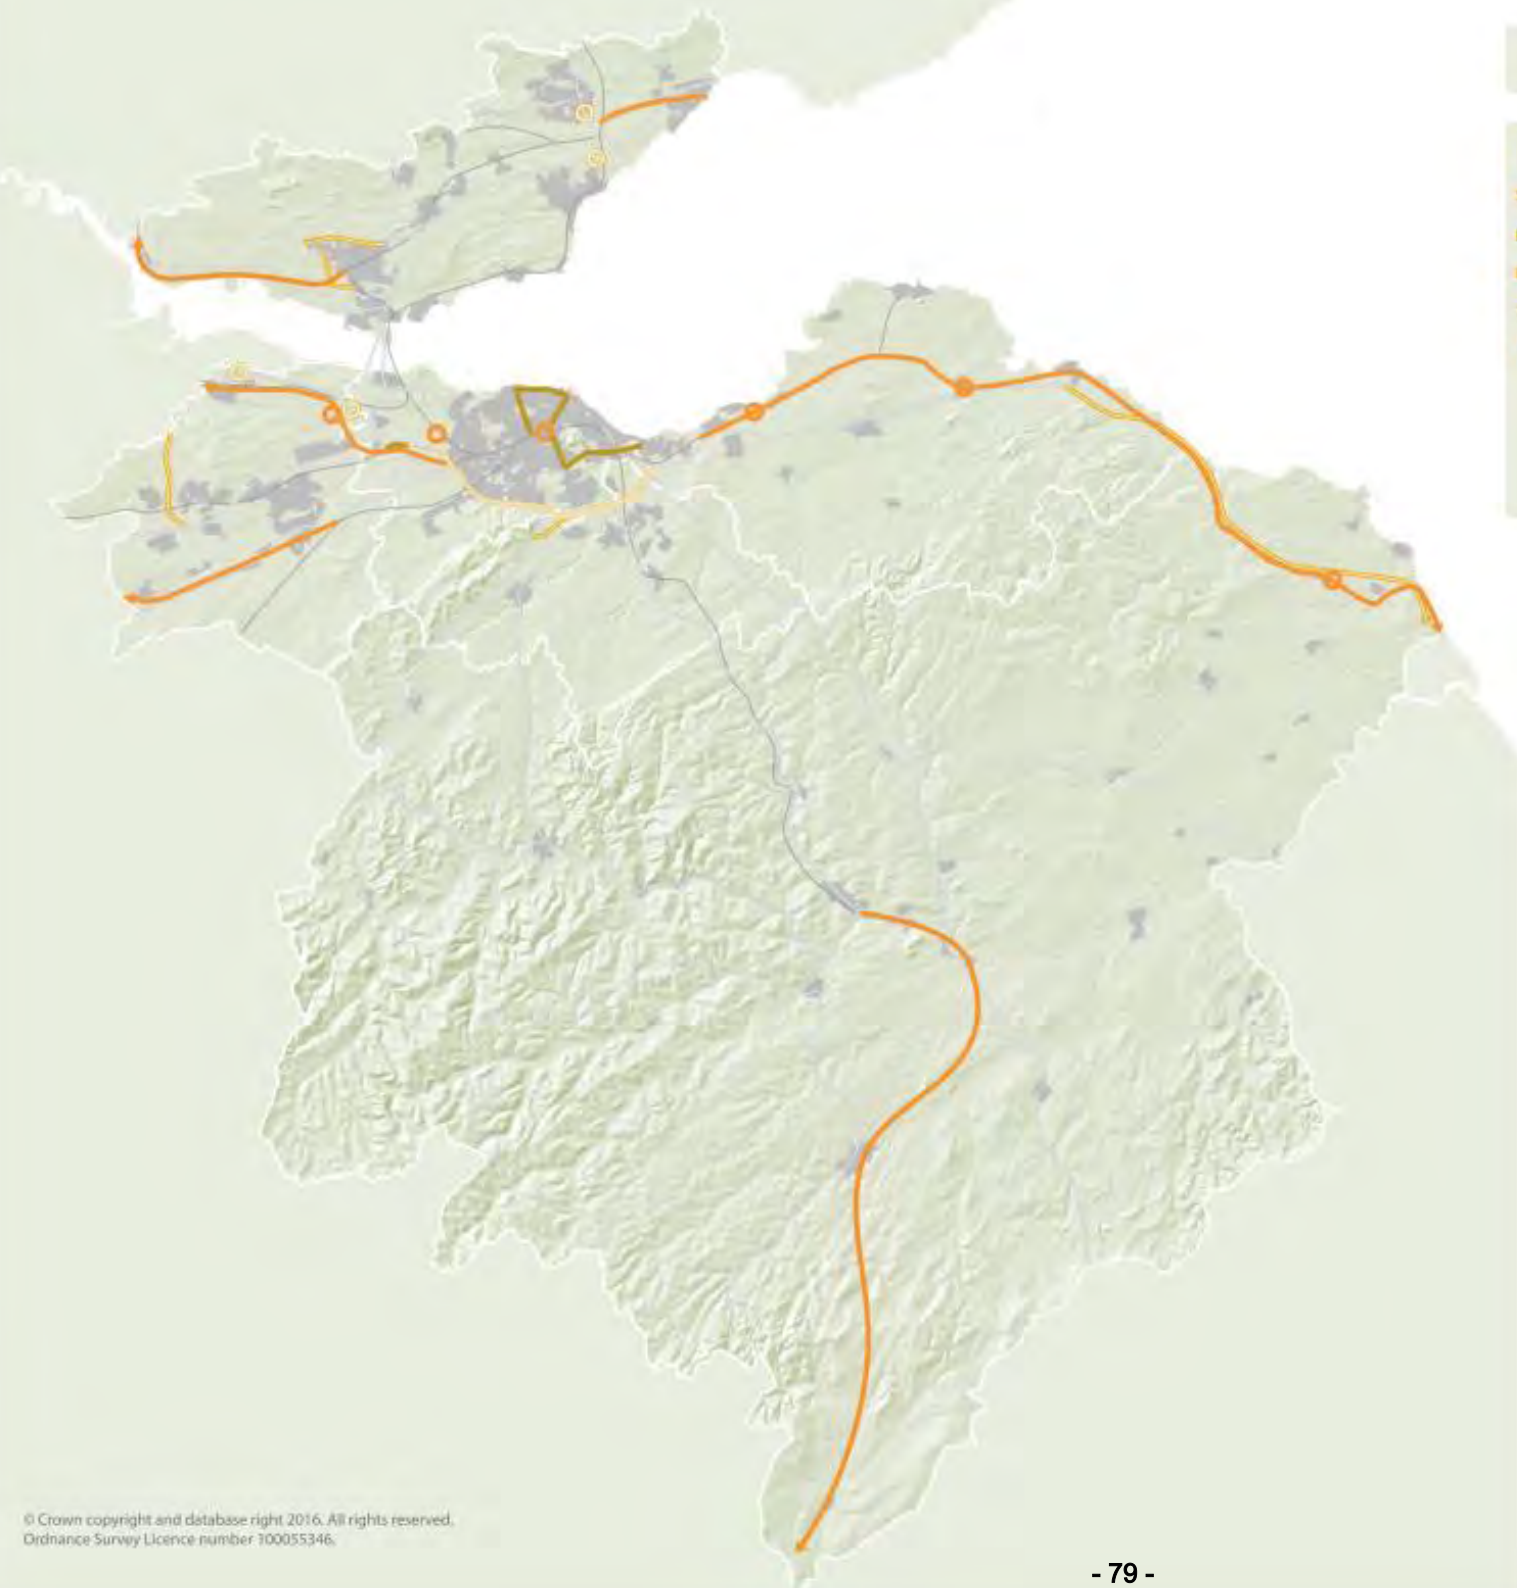 © Crown copyright and database right 2016. All rights reserved.
Ordnance Survey Licence number 100055346.
- 79 -